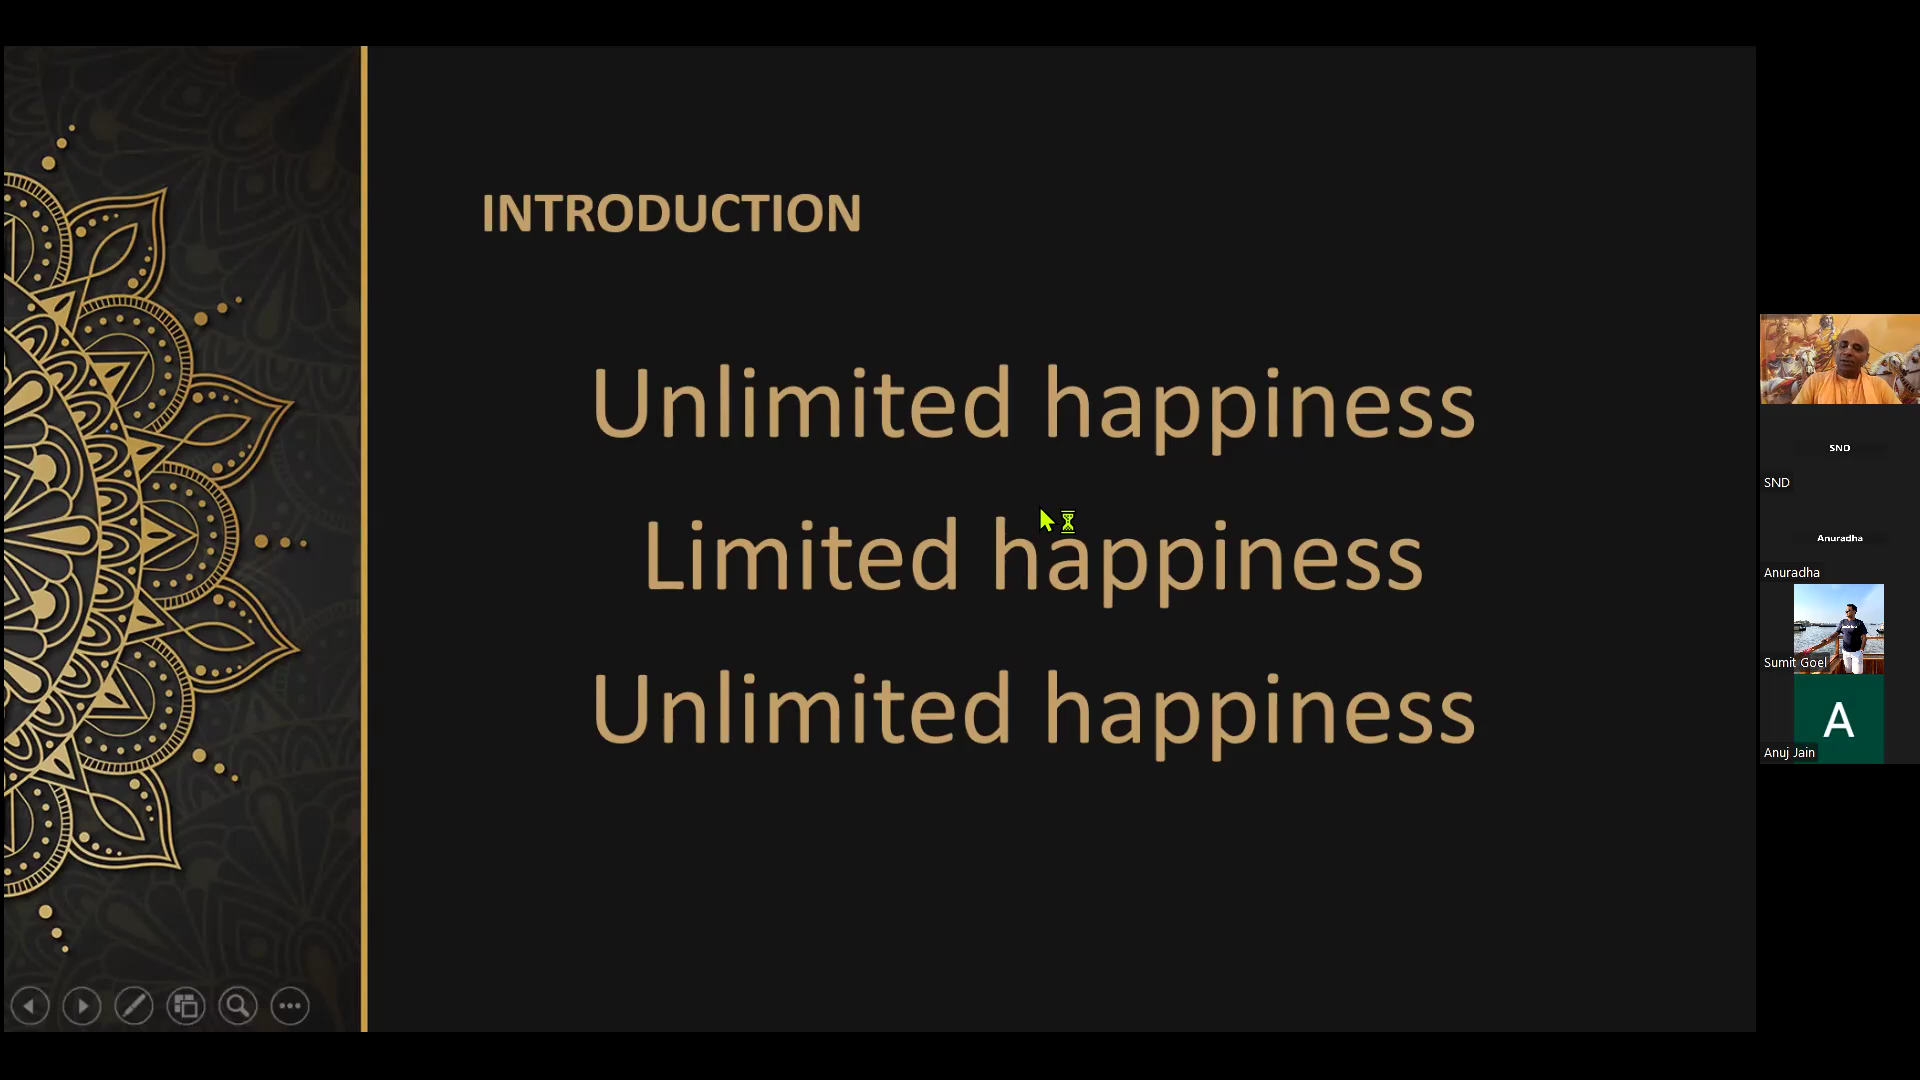 INTRODUCTION
Unlimited happiness
Limited happiness
Unlimited happiness
SND
SND
Anuradha
Anuradha
Sumit Goel
A
Anuj Jain